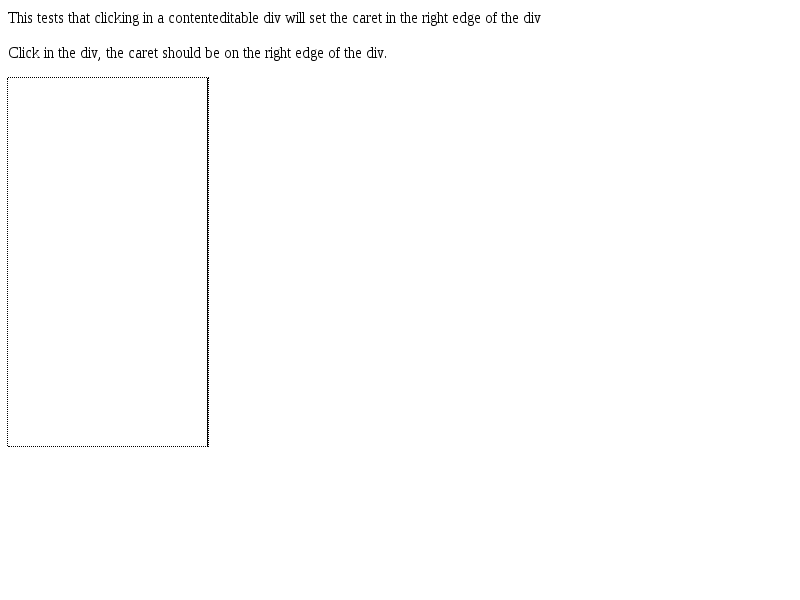 This tests that clicking in a contenteditable div will set the caret in the right edge of the div
Click in the div, the caret should be on the right edge of the div.